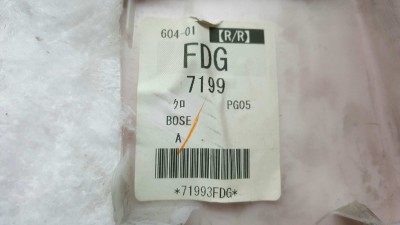 604-01 【R/R】
FDG
7199
クロ PG05
BOSE
A
*71993FDG*